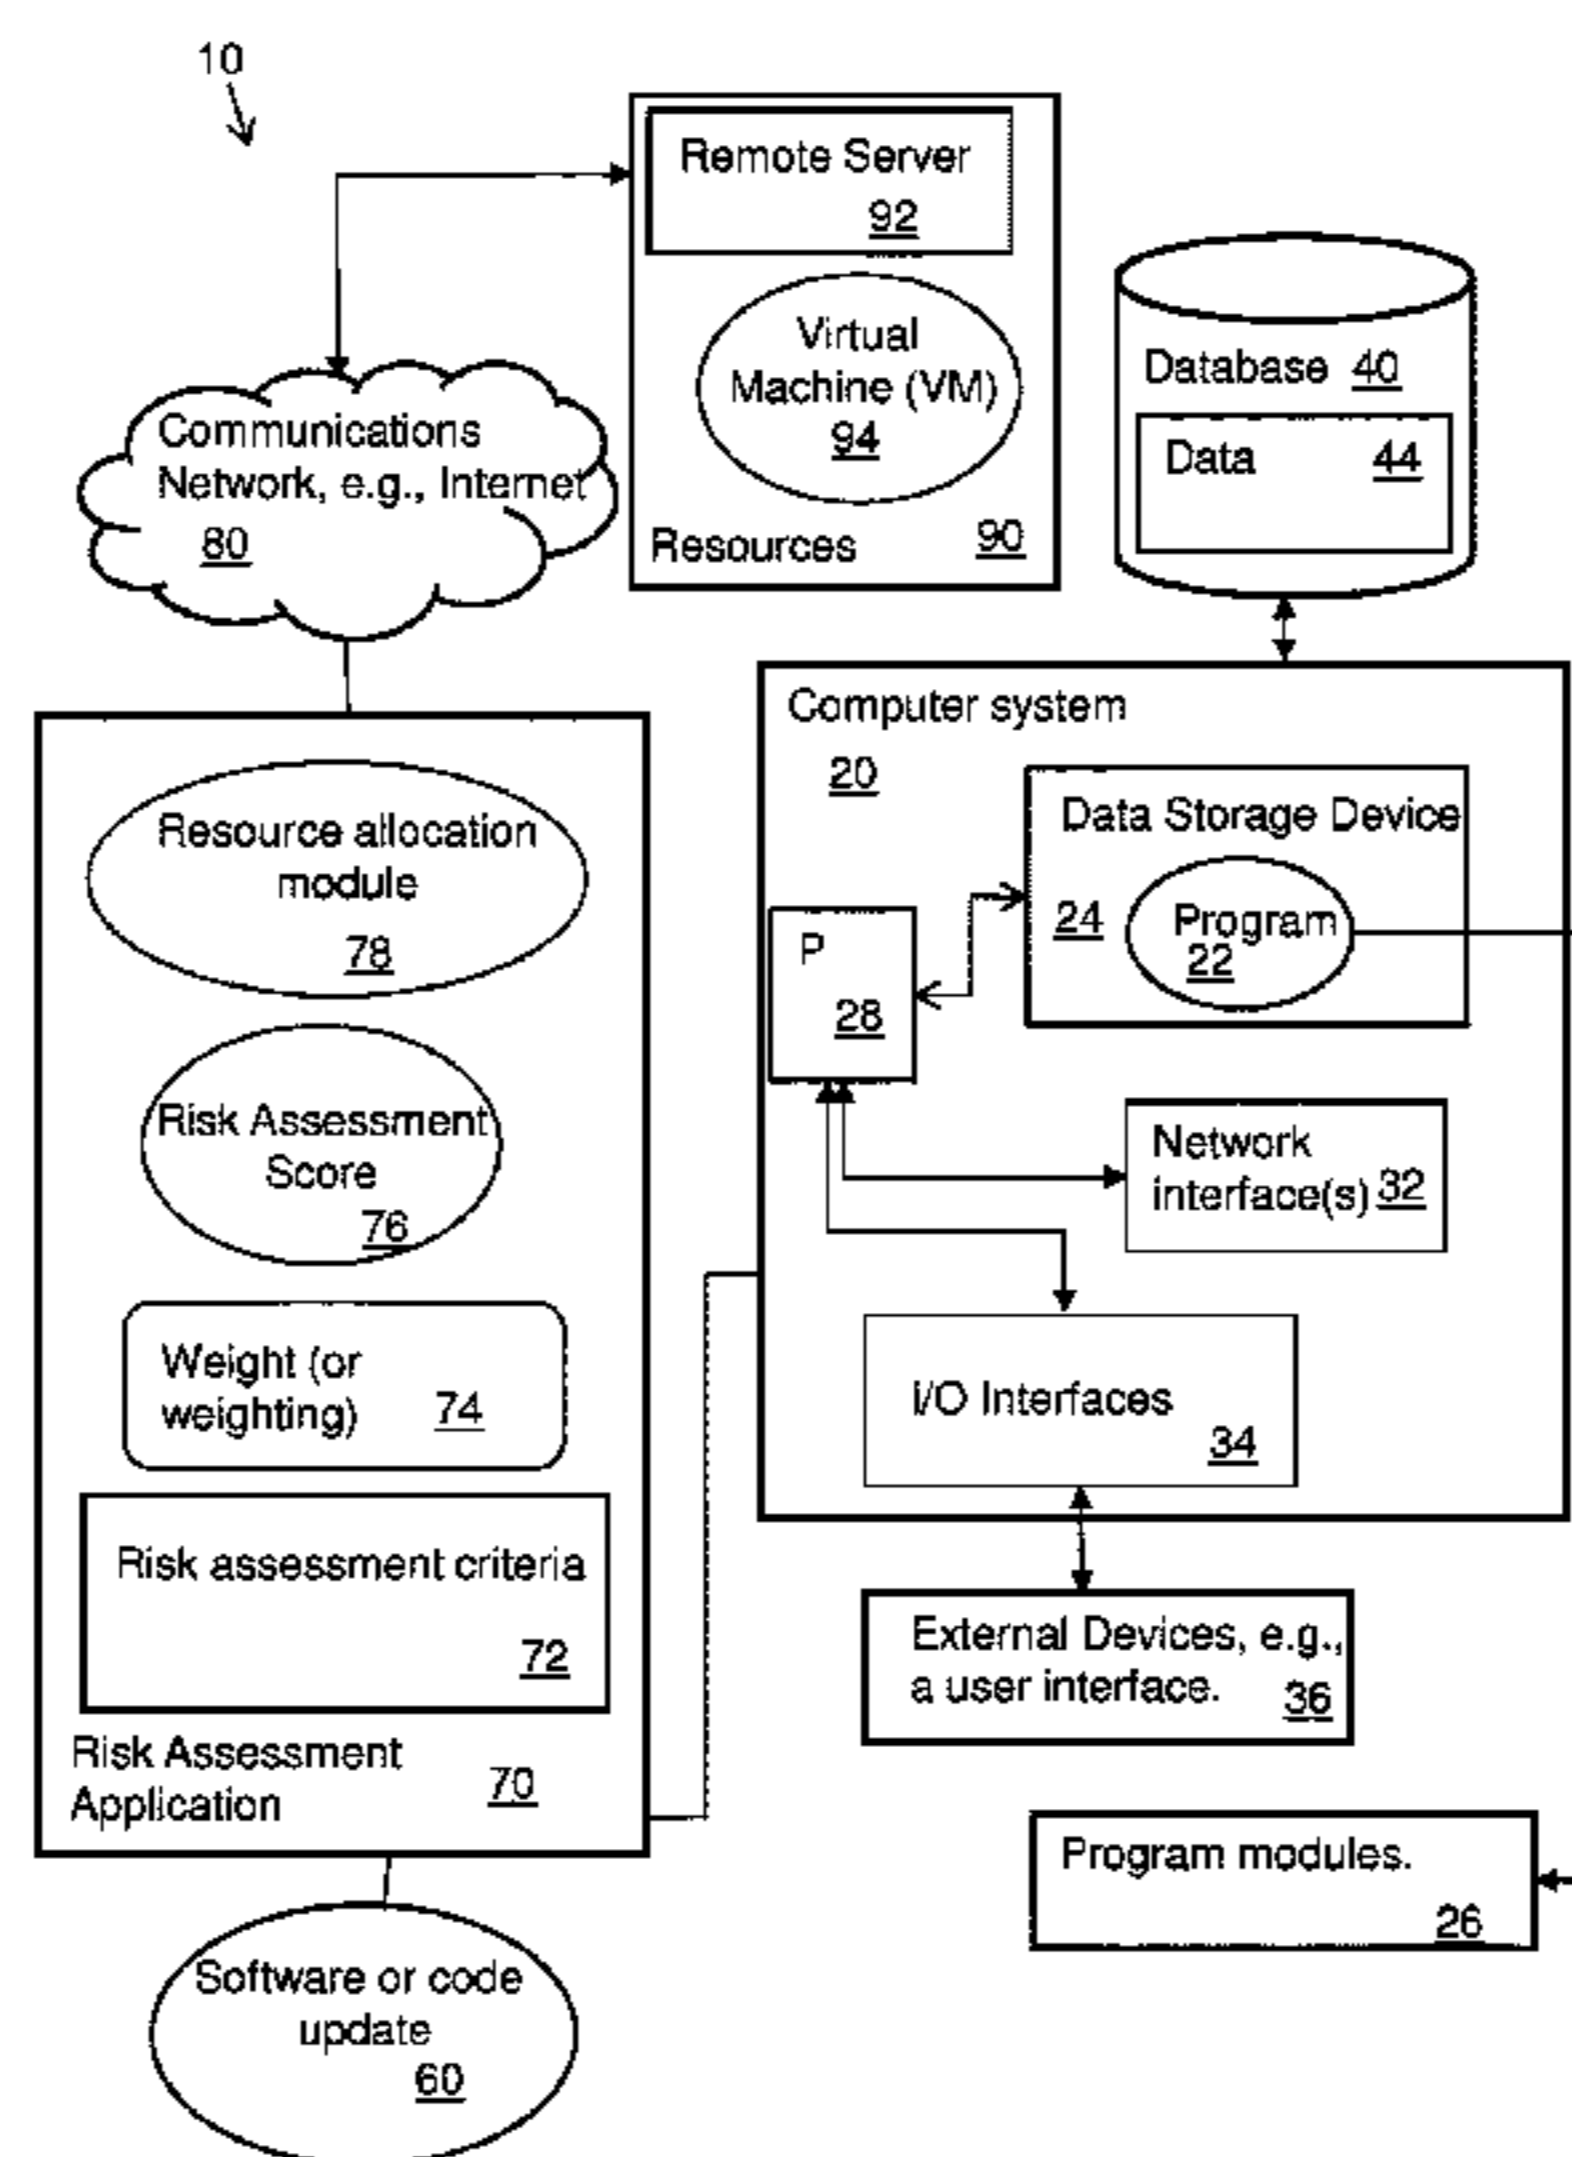 10
Remote Server
92
Virtual
Machine (VM)
94
Resources 90
Database 40
Data 44
Communications
Network, e.g., Internet
80
Computer system
20
Data Storage Device
24
Program
22
P
28
Network
interface(s) 32
I/O Interfaces
34
External Devices, e.g.,
a user interface. 36
Program modules.
26
Resource allocation
module
78
Risk Assessment
Score
76
Weight (or
weighting) 74
Risk assessment criteria
72
Risk Assessment
Application 70
Software or code
update
60